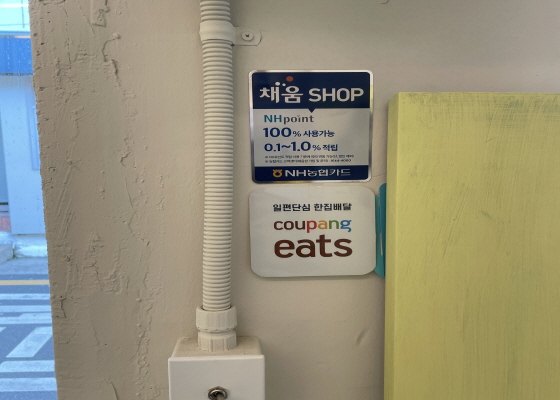 채움 SHOP
NHpoint
100% 사용가능
0.1~1.0% 적립
NH농협카드
일편단심 한집배달
coupang
eats